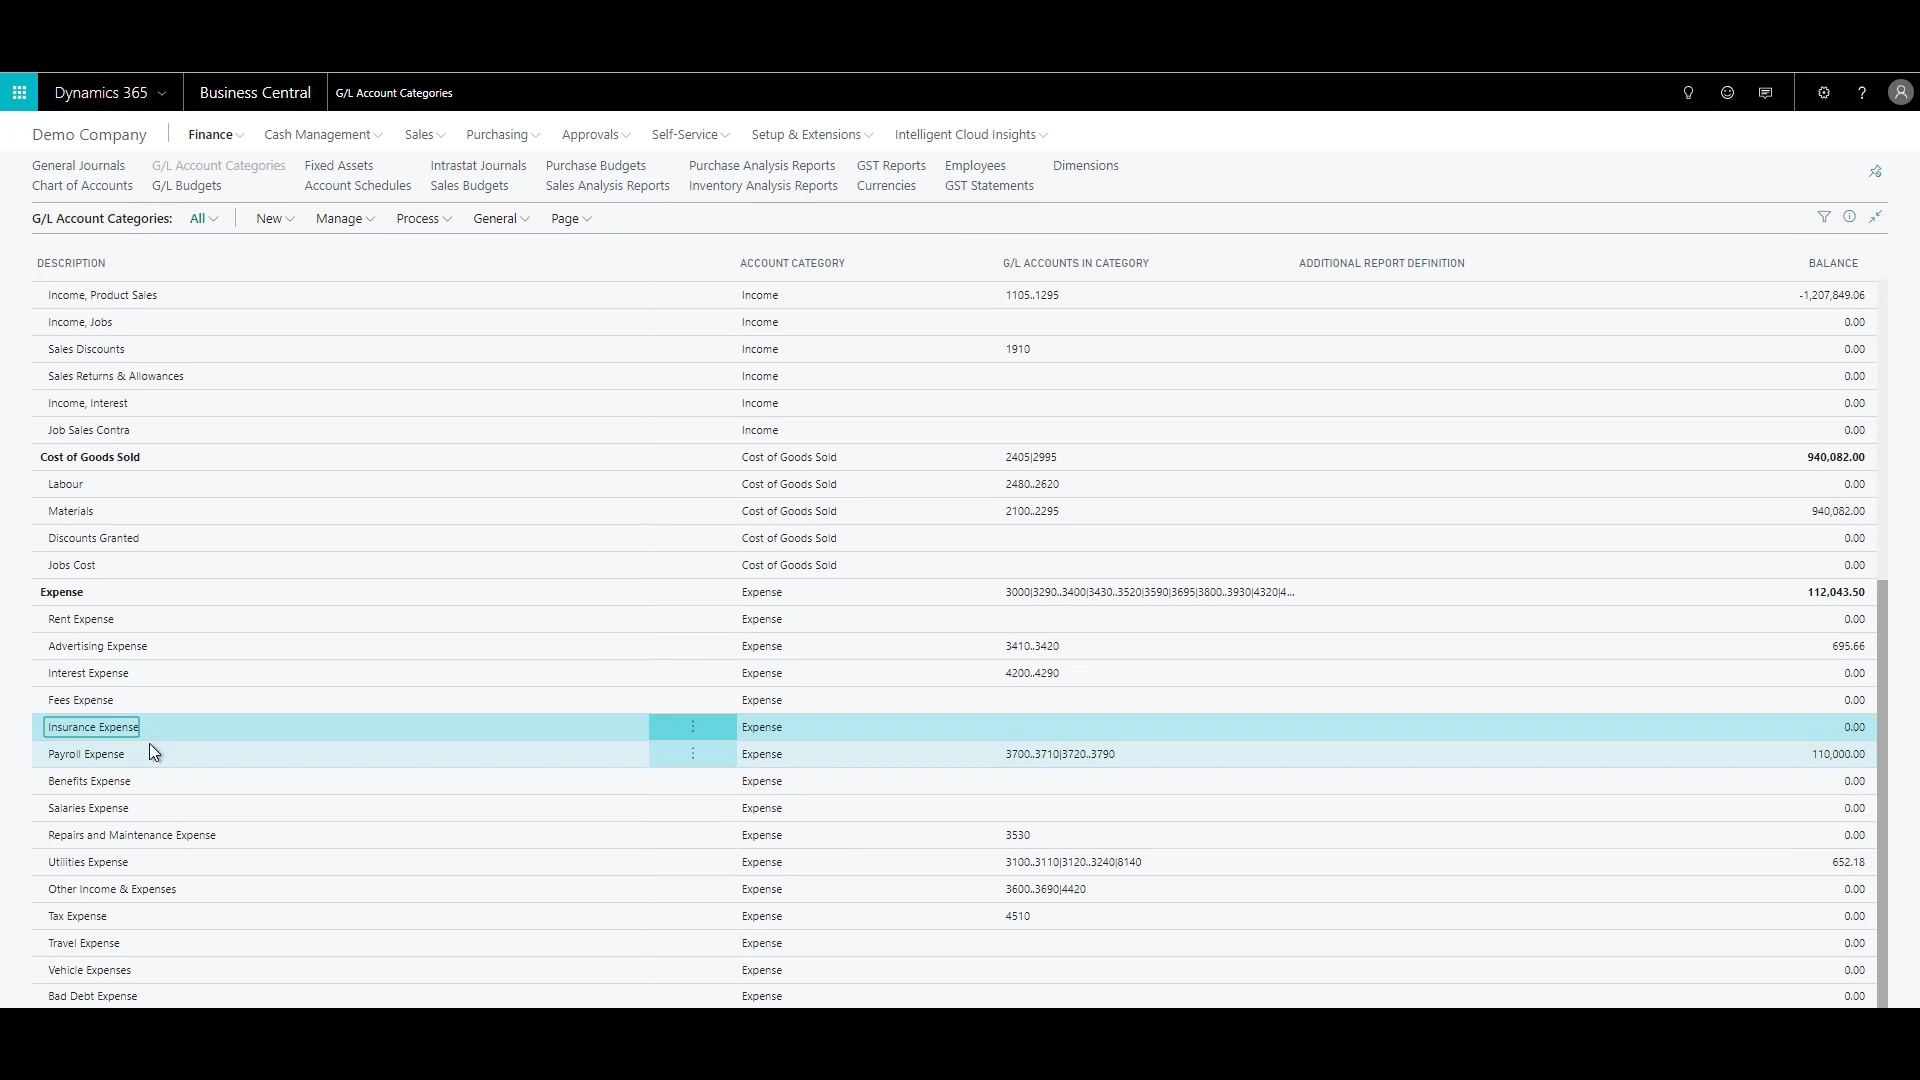 Dynamics 365 Business Central G/L Account Categories ?
Demo Company Finance Cash Management Sales Purchasing Approvals Self-Service Setup & Extensions Intelligent Cloud Insights
General Journals G/L Account Categories Fixed Assets Intrastat Journals Purchase Budgets Purchase Analysis Reports GST Reports Employees Dimensions
Chart of Accounts G/L Budgets Account Schedules Sales Budgets Sales Analysis Reports Inventory Analysis Reports Currencies GST Statements
G/L Account Categories: All New Manage Process General Page
DESCRIPTION ACCOUNT CATEGORY G/L ACCOUNTS IN CATEGORY ADDITIONAL REPORT DEFINITION BALANCE
Income, Product Sales Income 1105..1295 -1,207,849.06
Income, Jobs Income 0.00
Sales Discounts Income 1910 0.00
Sales Returns & Allowances Income 0.00
Income, Interest Income 0.00
Job Sales Contra Income 0.00
Cost of Goods Sold Cost of Goods Sold 2405|2995 940,082.00
Labour Cost of Goods Sold 2480..2620 0.00
Materials Cost of Goods Sold 2100..2295 940,082.00
Discounts Granted Cost of Goods Sold 0.00
Jobs Cost Cost of Goods Sold 0.00
Expense Expense 3000|3290..3400|3430..3520|3590|3695|3800..3930|4320|4... 112,043.50
Rent Expense Expense 0.00
Advertising Expense Expense 3410..3420 695.66
Interest Expense Expense 4200..4290 0.00
Fees Expense Expense 0.00
Insurance Expense Expense 0.00
Payroll Expense Expense 3700..3710|3720..3790 110,000.00
Benefits Expense Expense 0.00
Salaries Expense Expense 0.00
Repairs and Maintenance Expense Expense 3530 0.00
Utilities Expense Expense 3100..3110|3120..3240|8140 652.18
Other Income & Expenses Expense 3600..3690|4420 0.00
Tax Expense Expense 4510 0.00
Travel Expense Expense 0.00
Vehicle Expenses Expense 0.00
Bad Debt Expense Expense 0.00